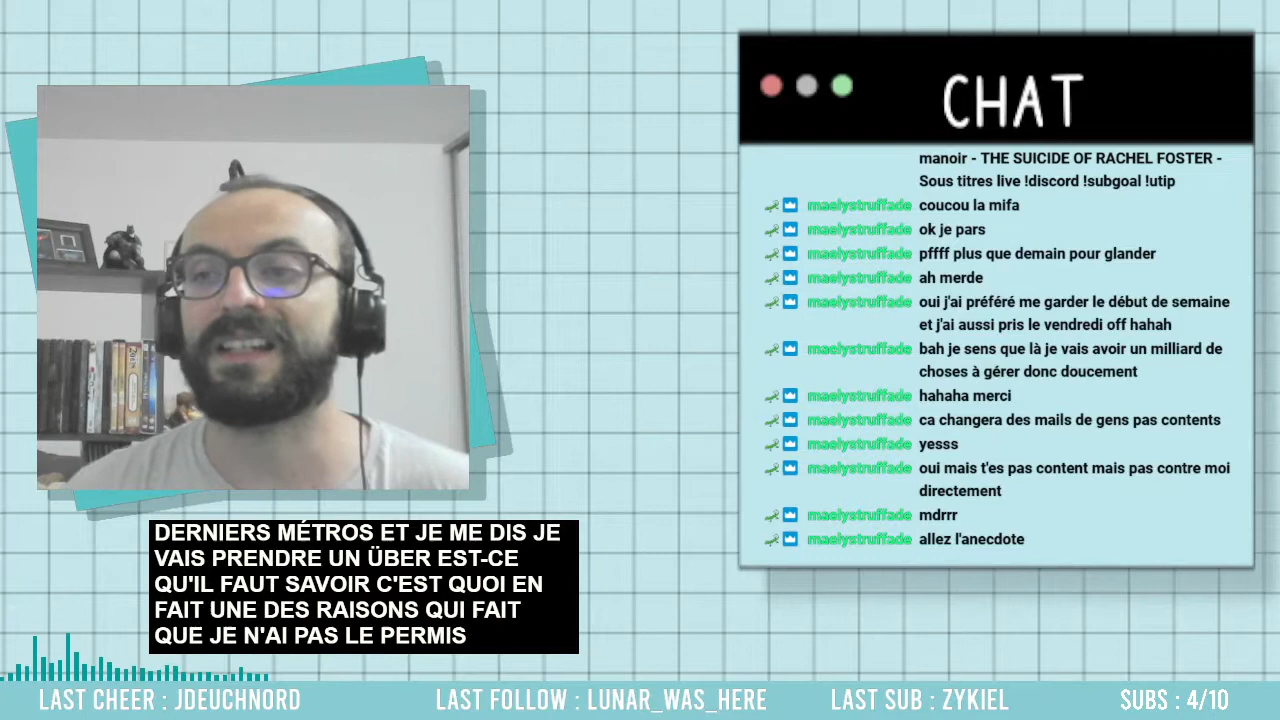 CHAT
manoir - THE SUICIDE OF RACHEL FOSTER -
Sous titres live !discord !subgoal !utip
maelystruffade coucou la mifa
maelystruffade ok je pars
maelystruffade pffff plus que demain pour glander
maelystruffade ah merde
maelystruffade oui j'ai préféré me garder le début de semaine
et j'ai aussi pris le vendredi off hahah
maelystruffade bah je sens que là je vais avoir un milliard de
choses à gérer donc doucement
maelystruffade hahaha merci
maelystruffade ca changera des mails de gens pas contents
maelystruffade yesss
maelystruffade oui mais t'es pas content mais pas contre moi
directement
maelystruffade mdrrr
maelystruffade allez l'anecdote
DERNIERS MÉTROS ET JE ME DIS JE
VAIS PRENDRE UN ÜBER EST-CE
QU'IL FAUT SAVOIR C'EST QUOI EN
FAIT UNE DES RAISONS QUI FAIT
QUE JE N'AI PAS LE PERMIS
LAST CHEER : JDEUCHNORD LAST FOLLOW : LUNAR_WAS_HERE LAST SUB : ZYKIEL SUBS : 4/10